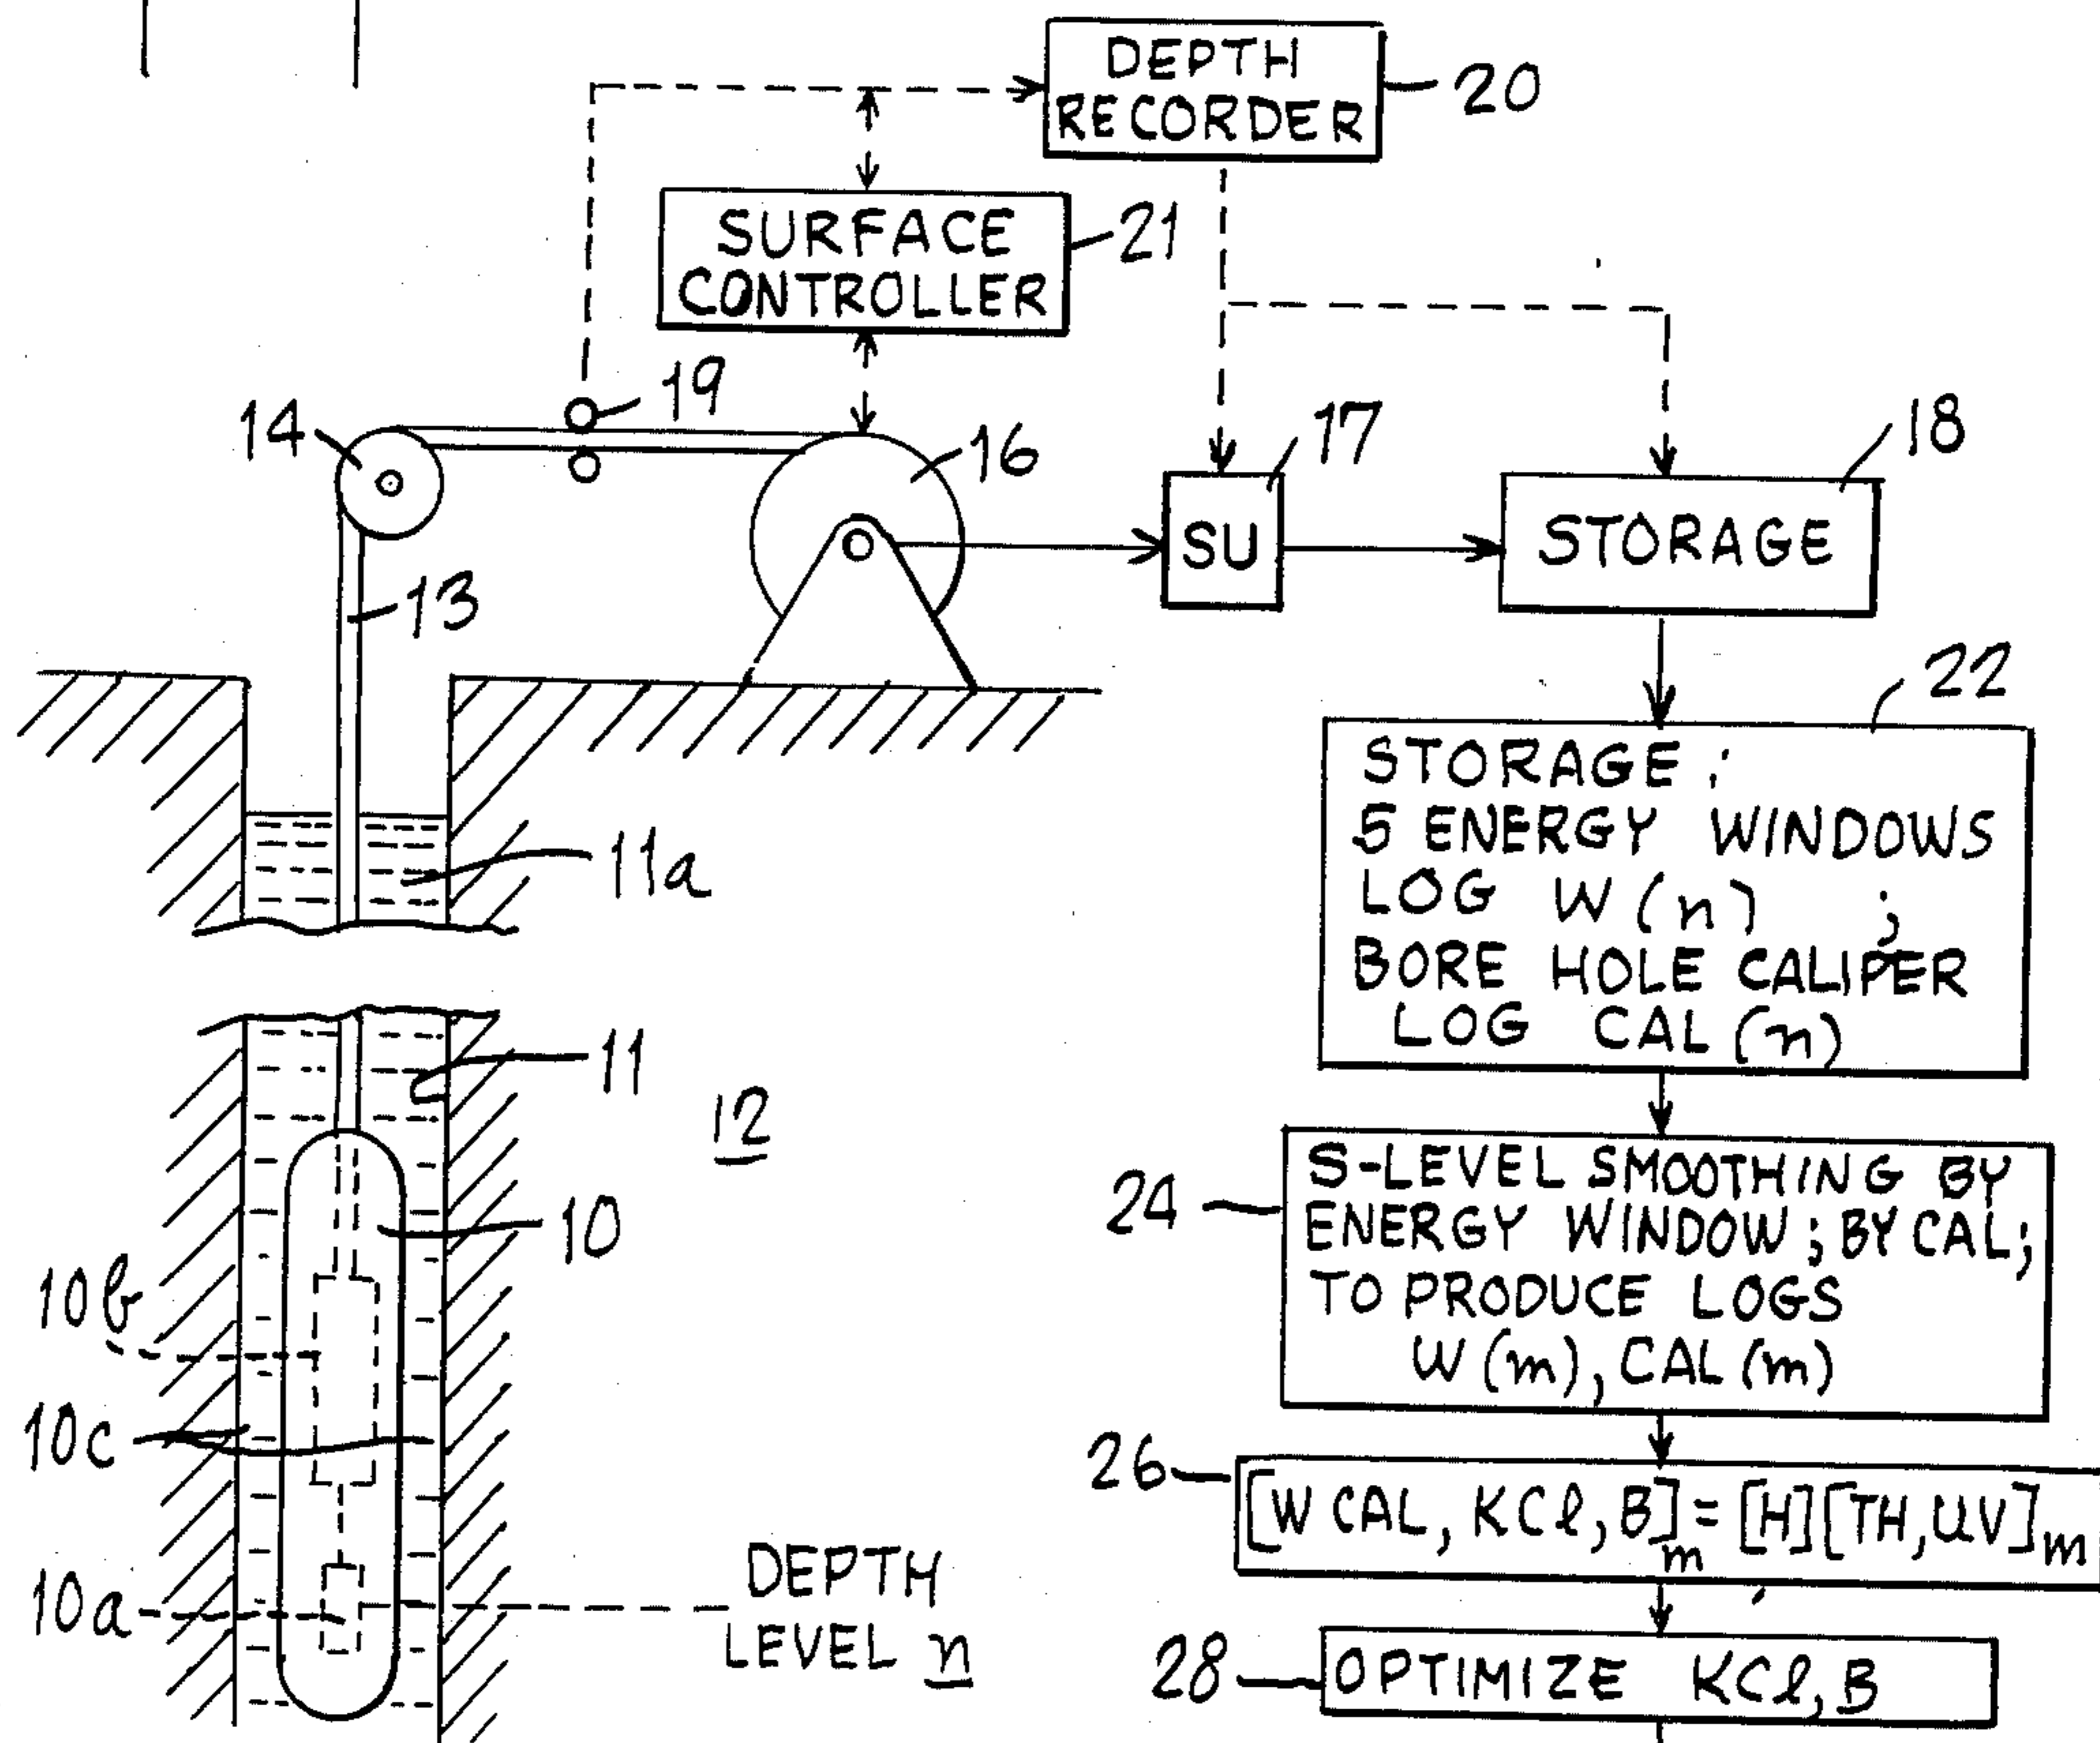 DEPTH
RECORDER
20
SURFACE
CONTROLLER
21
19
14
16
17
18
SU
STORAGE
13
22
STORAGE:
5 ENERGY WINDOWS
LOG W(n) ;
BORE HOLE CALIPER
LOG CAL(n)
11a
11
12
10
24
S-LEVEL SMOOTHING BY
ENERGY WINDOW; BY CAL;
TO PRODUCE LOGS
W(m), CAL(m)
10b
10c
26
[W CAL, KCl, B]m = [H][TH,UV]m
10a
DEPTH
LEVEL n
28
OPTIMIZE KCl, B